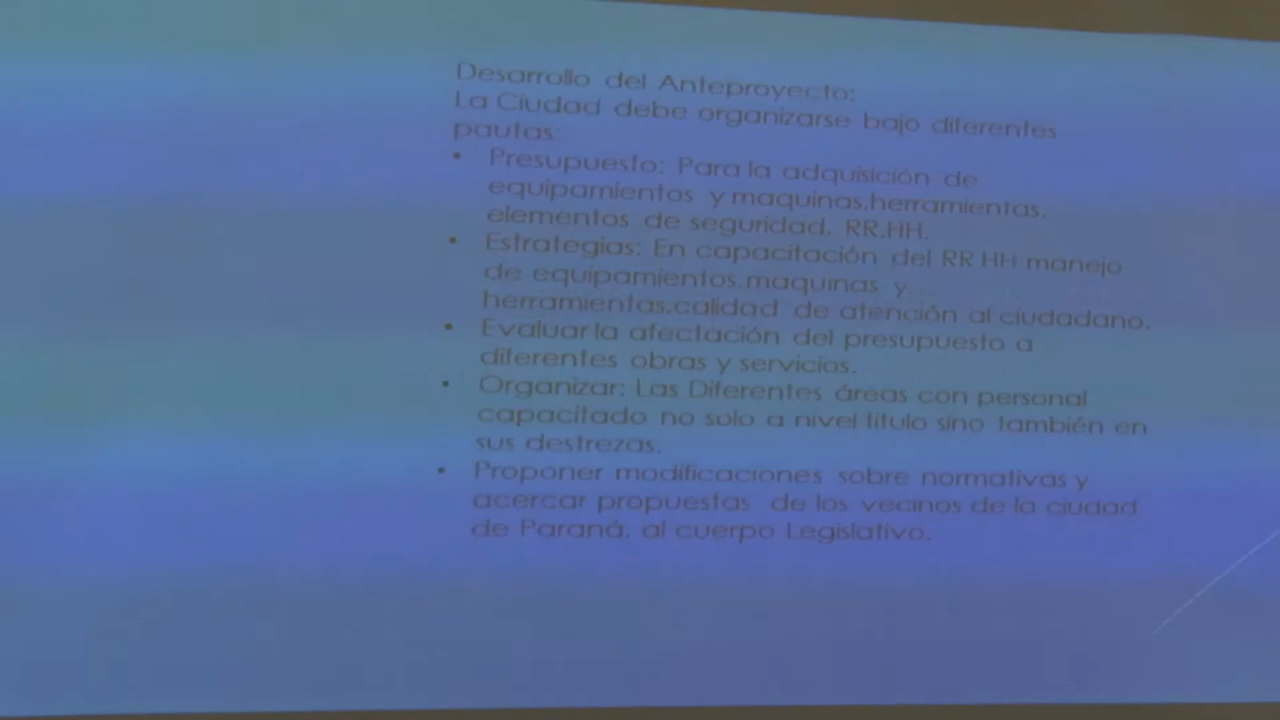 Desarrollo del Anteproyecto:
La Ciudad debe organizarse bajo diferentes
pautas:
• Presupuesto: Para la adquisición de
equipamientos y maquinas,herramientas,
elementos de seguridad, RR.HH.
• Estrategias: En capacitación del RR HH manejo
de equipamientos,maquinas y
herramientas,calidad de atención al ciudadano.
• Evaluar la afectación del presupuesto a
diferentes obras y servicios.
• Organizar: Las Diferentes áreas con personal
capacitado no solo a nivel título sino también en
sus destrezas.
• Proponer modificaciones sobre normativas y
acercar propuestas de los vecinos de la ciudad
de Paraná, al cuerpo Legislativo.